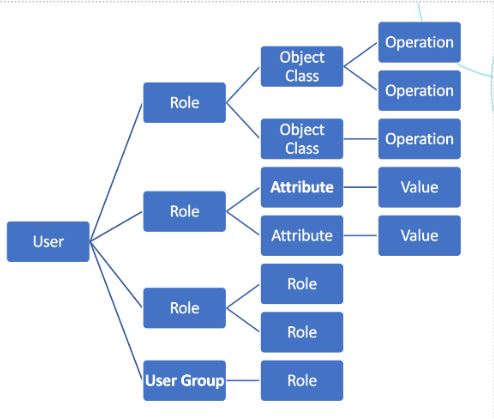 User
Role
Object
Class
Operation
Operation
Object
Class
Operation
Role
Attribute
Value
Attribute
Value
Role
Role
Role
User Group
Role